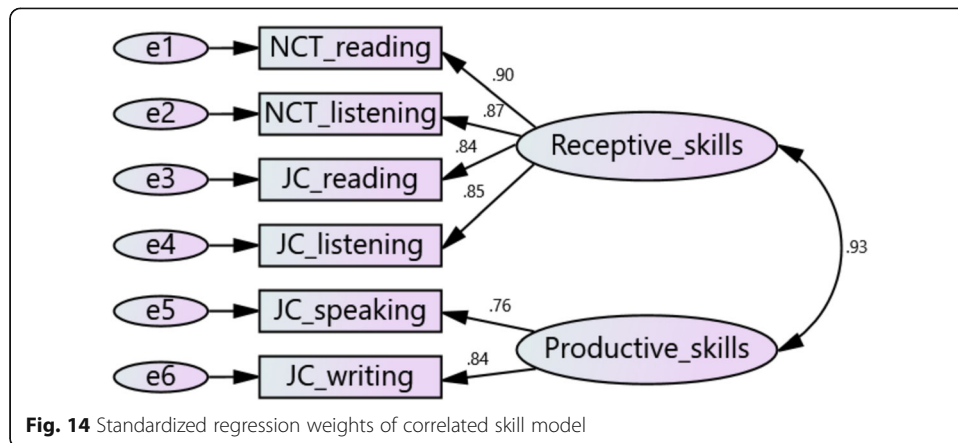 e1 NCT_reading
.90
e2 NCT_listening
.87
Receptive_skills
.84
e3 JC_reading
.85
e4 JC_listening
.93
e5 JC_speaking
.76
Productive_skills
.84
e6 JC_writing
Fig. 14 Standardized regression weights of correlated skill model